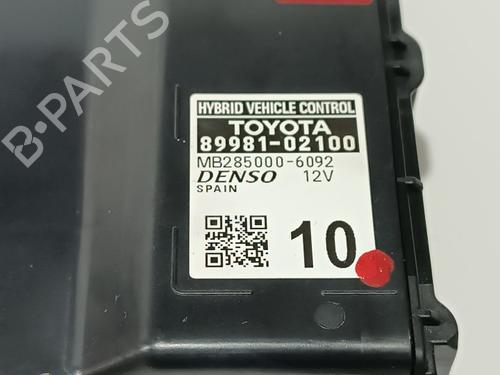 HYBRID VEHICLE CONTROL
TOYOTA
89981-02100
MB285000-6092
DENSO 12V
SPAIN
10
B-PARTS